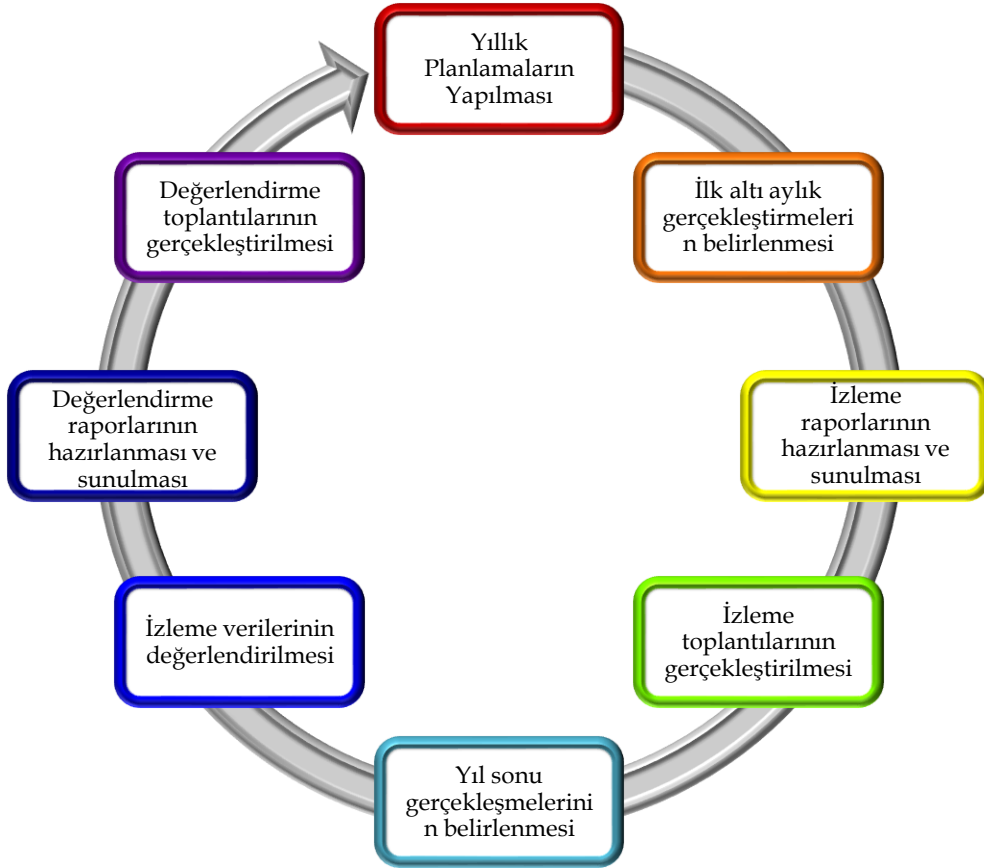 Yıllık
Planlamaların
Yapılması
İlk altı aylık
gerçekleştirmeleri
n belirlenmesi
İzleme
raporlarının
hazırlanması ve
sunulması
İzleme
toplantılarının
gerçekleştirilmesi
Yıl sonu
gerçekleşmelerini
n belirlenmesi
İzleme verilerinin
değerlendirilmesi
Değerlendirme
raporlarının
hazırlanması ve
sunulması
Değerlendirme
toplantılarının
gerçekleştirilmesi